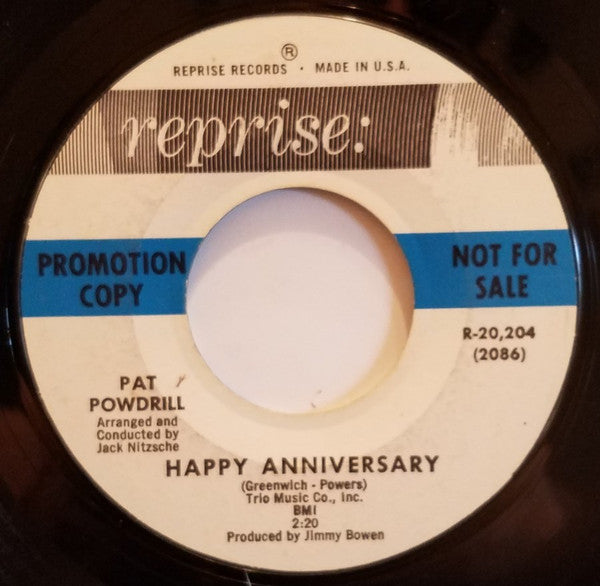 ®
REPRISE RECORDS · MADE IN U.S.A.
reprise:
PROMOTION
COPY
NOT FOR
SALE
R-20,204
(2086)
PAT
POWDRILL
Arranged and
Conducted by
Jack Nitzsche
HAPPY ANNIVERSARY
(Greenwich - Powers)
Trio Music Co., Inc.
BMI
2:20
Produced by Jimmy Bowen